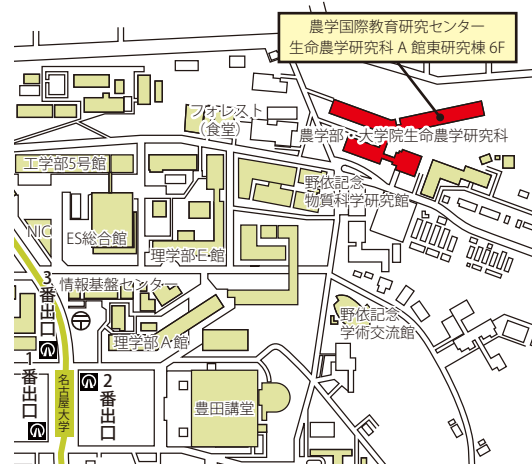 農学国際教育研究センター
生命農学研究科 A 館東研究棟 6F
フォレスト
(食堂)
農学部・大学院生命農学研究科
工学部5号館
野依記念
物質科学研究館
NIC
ES総合館
理学部E館
情報基盤センター
3番出口
野依記念
学術交流館
理学部A館
1番出口
名古屋大学
2番出口
豊田講堂